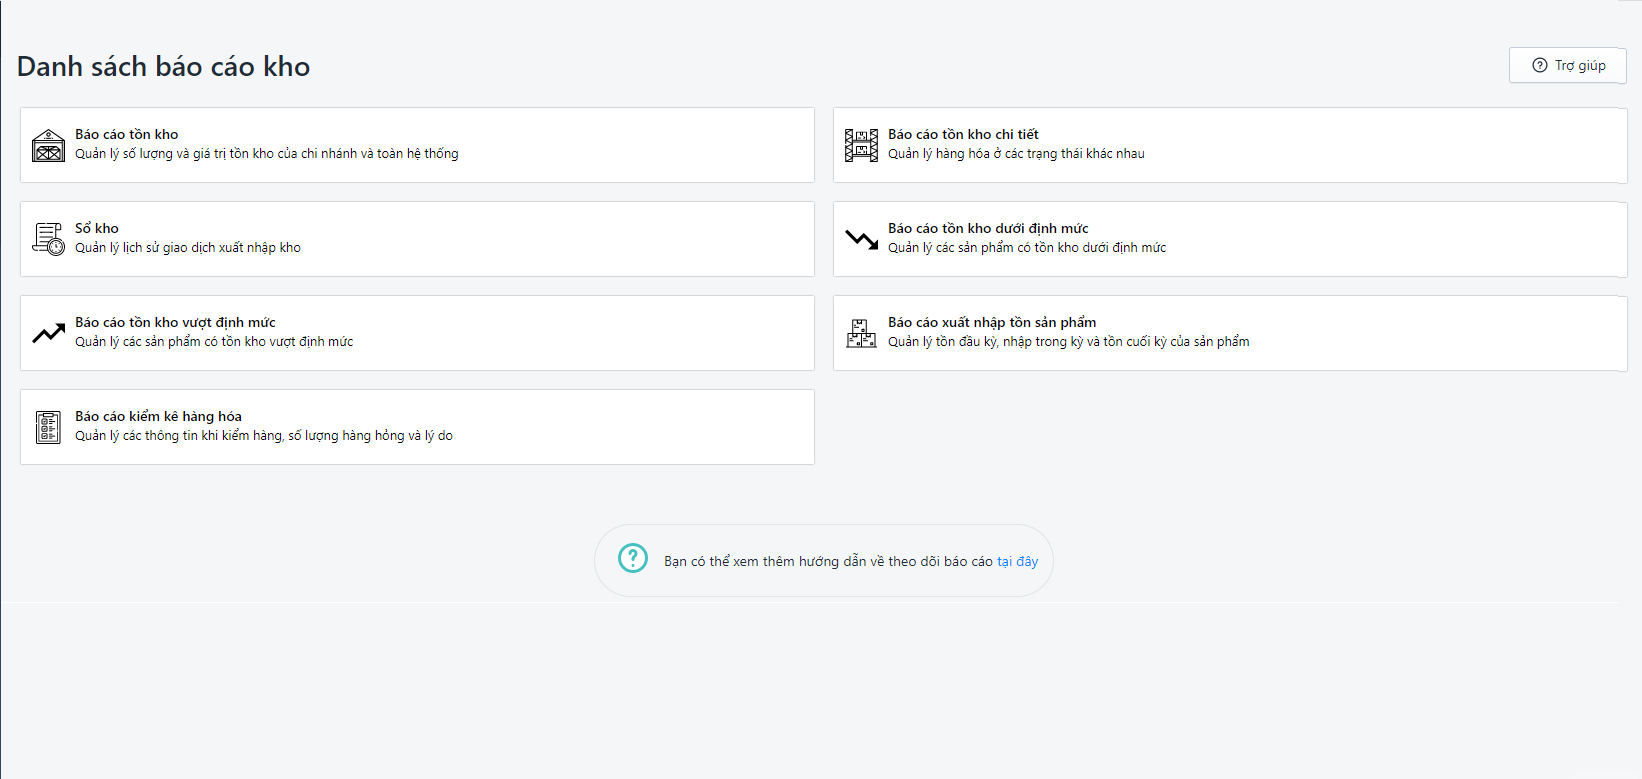 Danh sách báo cáo kho
Trợ giúp
Báo cáo tồn kho
Quản lý số lượng và giá trị tồn kho của chi nhánh và toàn hệ thống
Báo cáo tồn kho chi tiết
Quản lý hàng hóa ở các trạng thái khác nhau
Sổ kho
Quản lý lịch sử giao dịch xuất nhập kho
Báo cáo tồn kho dưới định mức
Quản lý các sản phẩm có tồn kho dưới định mức
Báo cáo tồn kho vượt định mức
Quản lý các sản phẩm có tồn kho vượt định mức
Báo cáo xuất nhập tồn sản phẩm
Quản lý tồn đầu kỳ, nhập trong kỳ và tồn cuối kỳ của sản phẩm
Báo cáo kiểm kê hàng hóa
Quản lý các thông tin khi kiểm hàng, số lượng hàng hỏng và lý do
Bạn có thể xem thêm hướng dẫn về theo dõi báo cáo tại đây